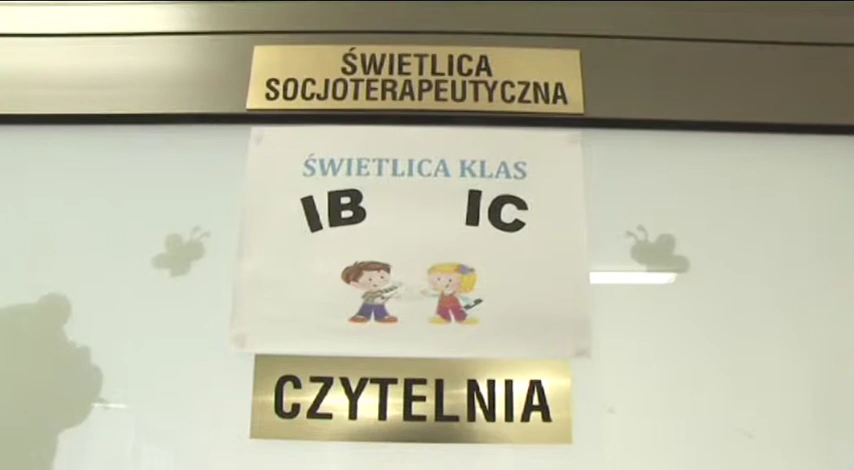 ŚWIETLICA
SOCJOTERAPEUTYCZNA
ŚWIETLICA KLAS
IB IC
CZYTELNIA